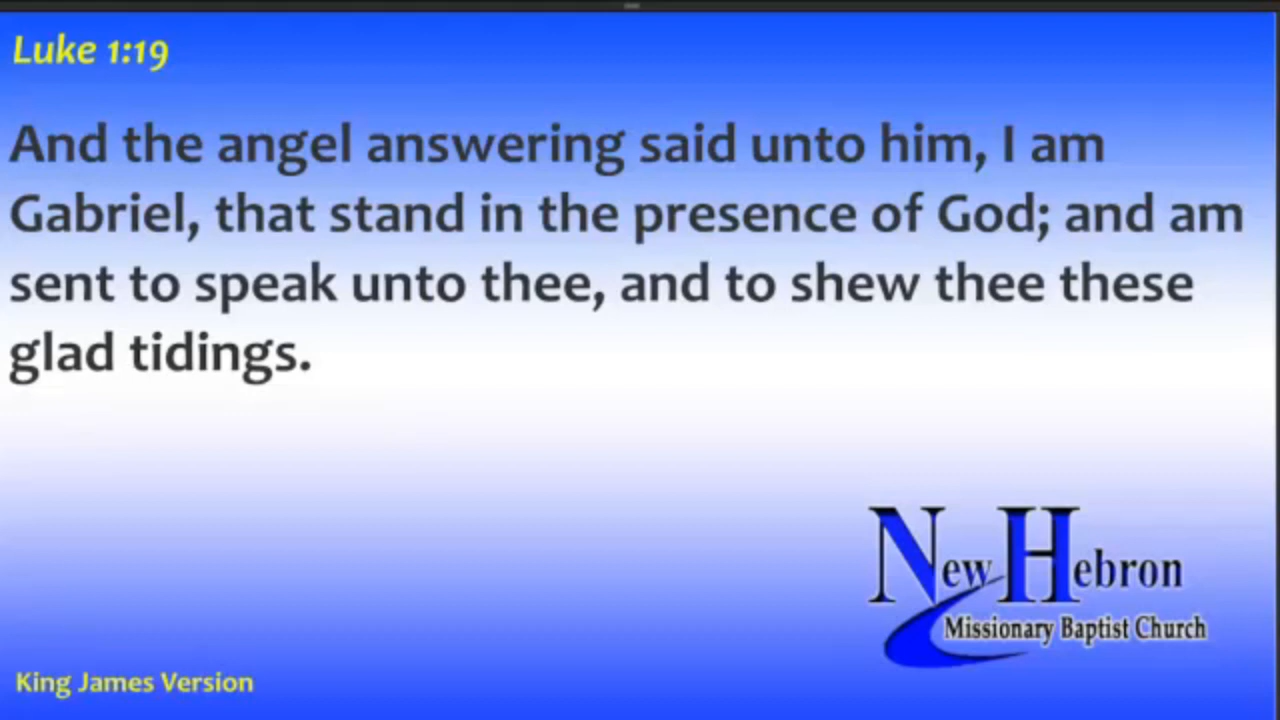 Luke 1:19
And the angel answering said unto him, I am
Gabriel, that stand in the presence of God; and am
sent to speak unto thee, and to shew thee these
glad tidings.
New Hebron
Missionary Baptist Church
King James Version